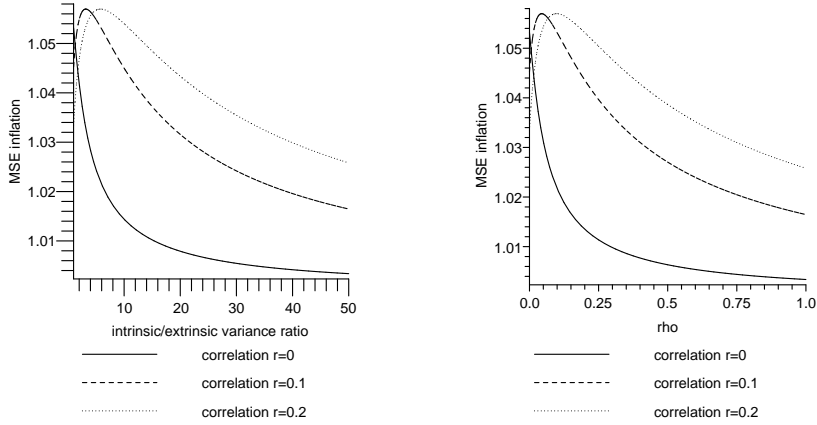 MSE inflation
1.05
1.04
1.03
1.02
1.01
10 20 30 40 50
intrinsic/extrinsic variance ratio
correlation r=0
correlation r=0.1
correlation r=0.2
MSE inflation
1.05
1.04
1.03
1.02
1.01
0.0 0.25 0.5 0.75 1.0
rho
correlation r=0
correlation r=0.1
correlation r=0.2